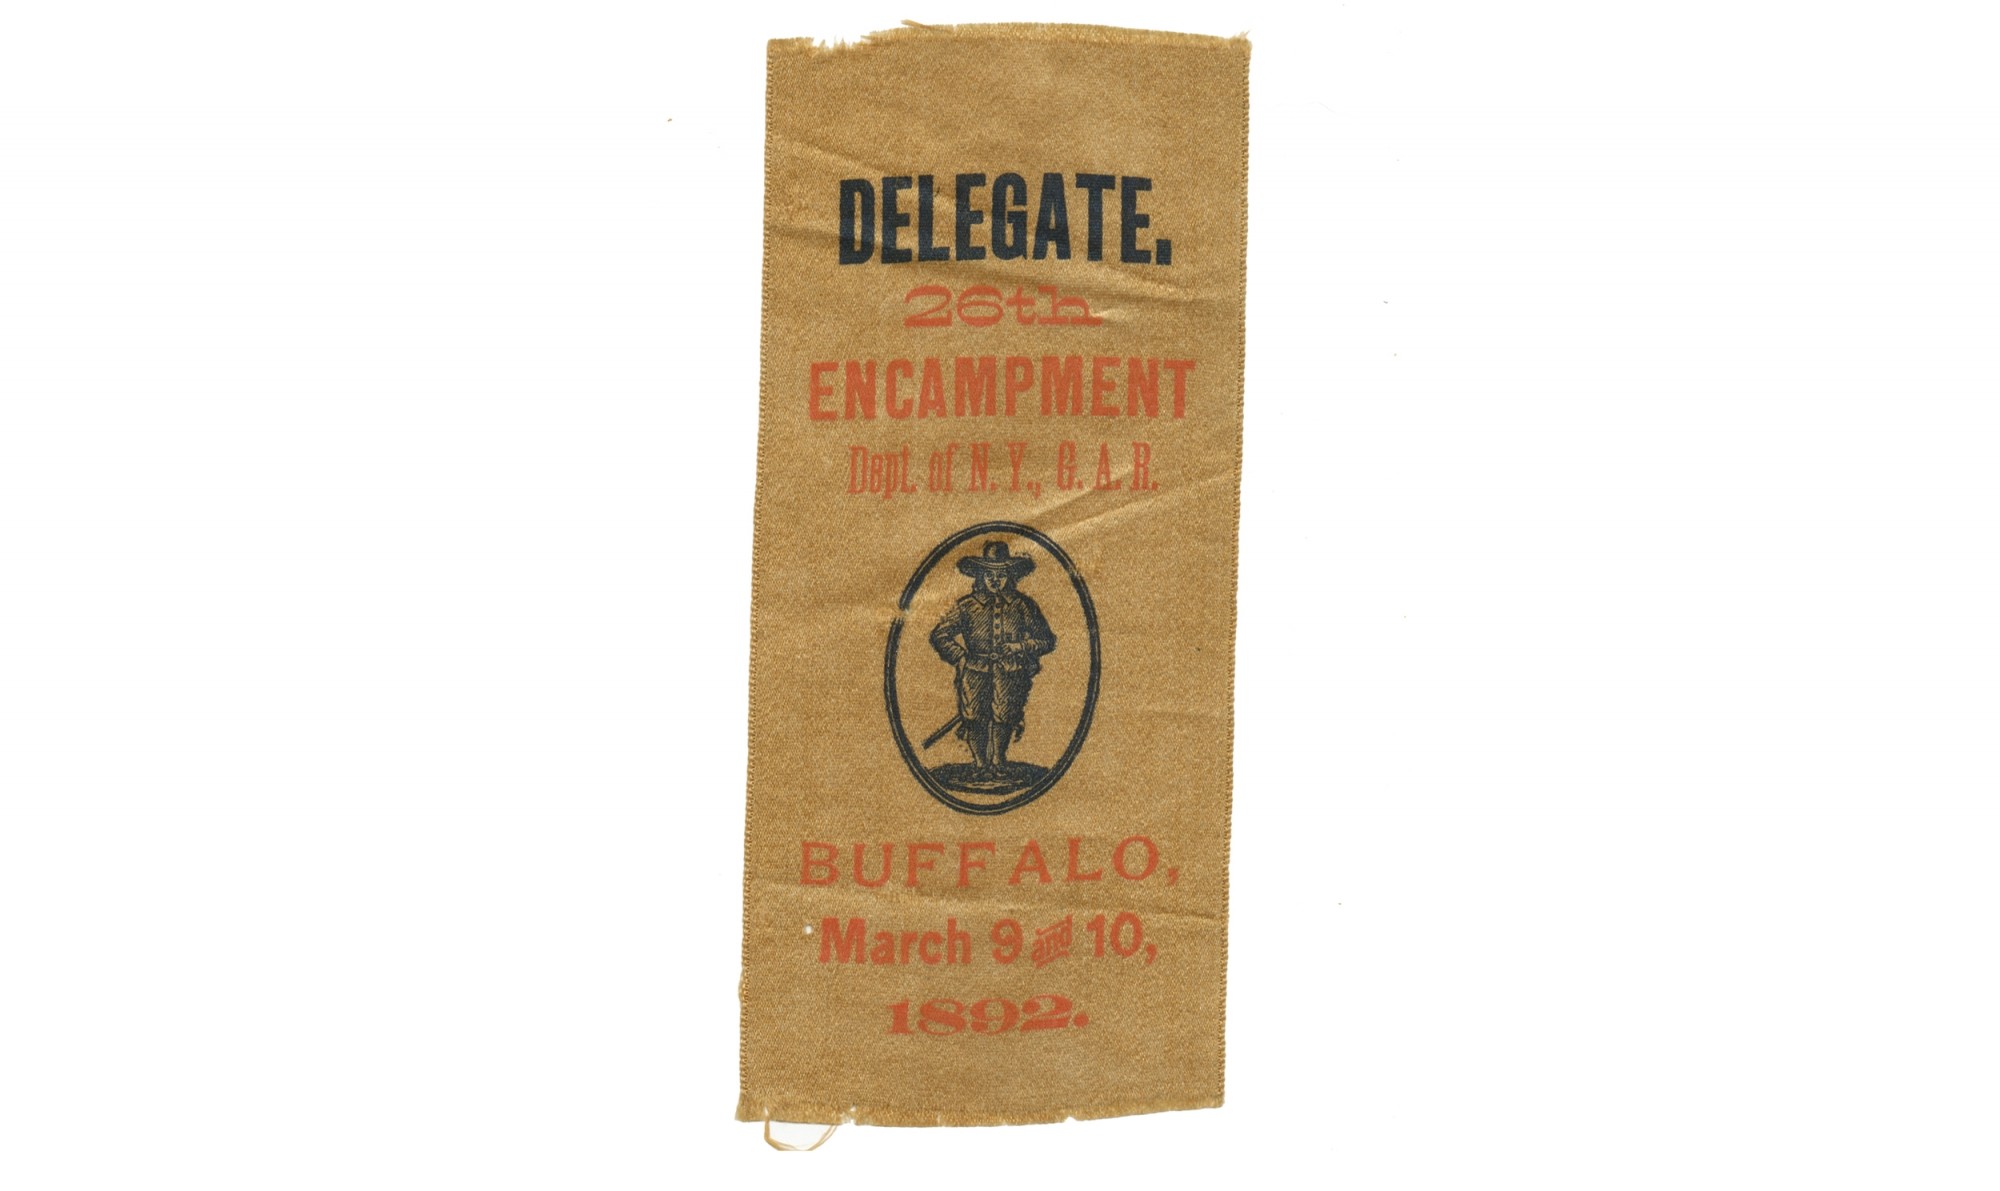 DELEGATE.
26th
ENCAMPMENT
Dept. of N. Y., G. A. R.
BUFFALO,
March 9 and 10,
1892.